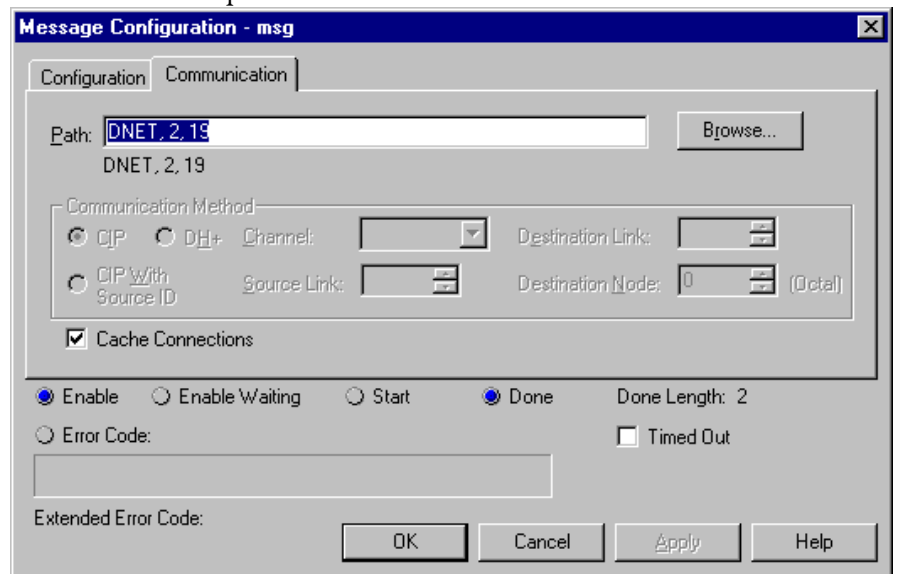 Message Configuration - msg
Configuration Communication
Path: DNET, 2, 19 Browse...
DNET, 2, 19
Communication Method
CIP DH+ Channel: Destination Link:
CIP With Source ID Source Link: Destination Node: 0 (Octal)
Cache Connections
Enable Enable Waiting Start Done Done Length: 2
Error Code: Timed Out
Extended Error Code:
OK Cancel Apply Help